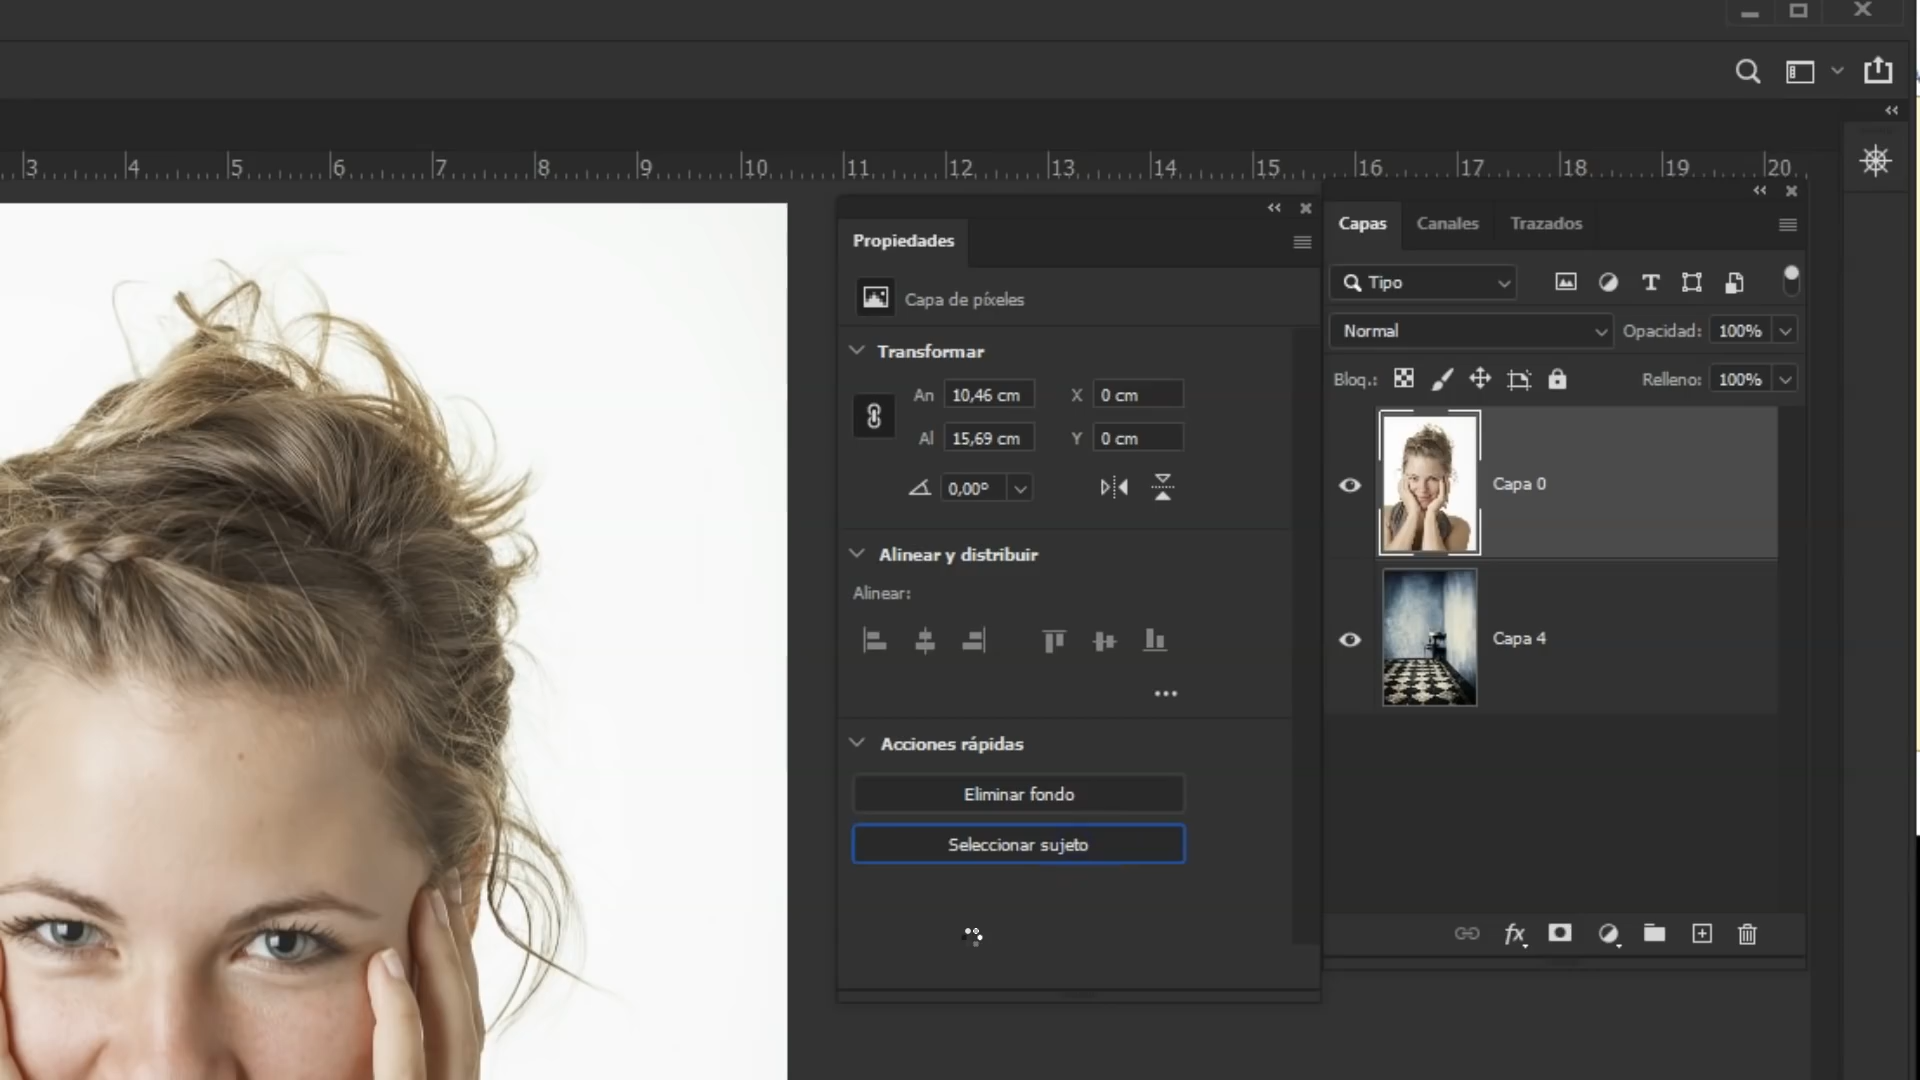 3 4 5 6 7 8 9 10 11 12 13 14 15 16 17 18 19 20
Propiedades
Capa de píxeles
Transformar
An 10,46 cm X 0 cm
Al 15,69 cm Y 0 cm
0,00º
Alinear y distribuir
Alinear:
Acciones rápidas
Eliminar fondo
Seleccionar sujeto
Capas Canales Trazados
Tipo
Normal Opacidad: 100%
Bloq.: Relleno: 100%
Capa 0
Capa 4
fx